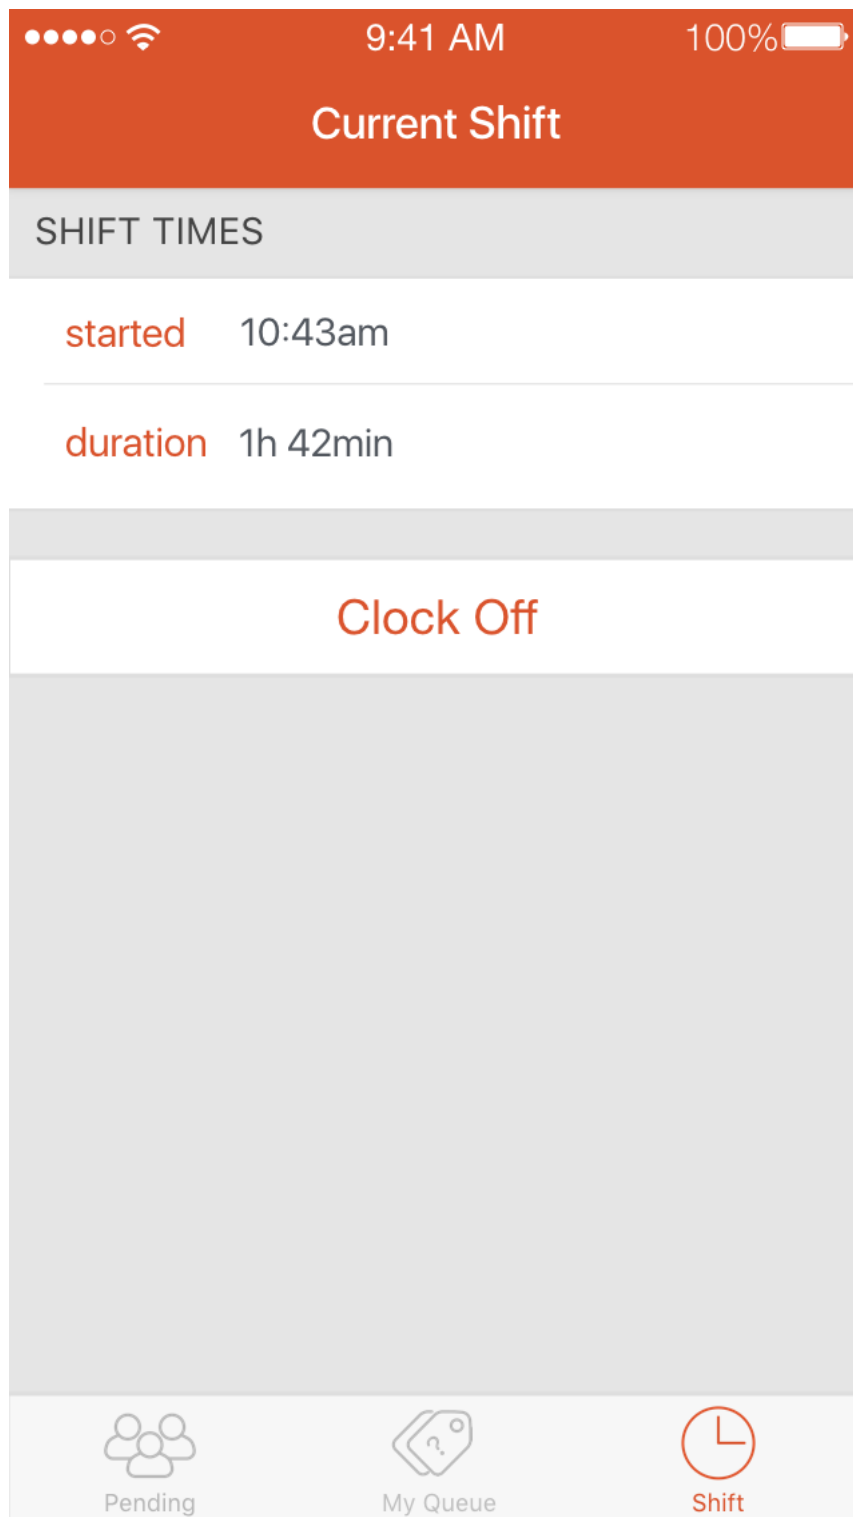 9:41 AM 100%
Current Shift
SHIFT TIMES
started 10:43am
duration 1h 42min
Clock Off
?
Pending My Queue Shift